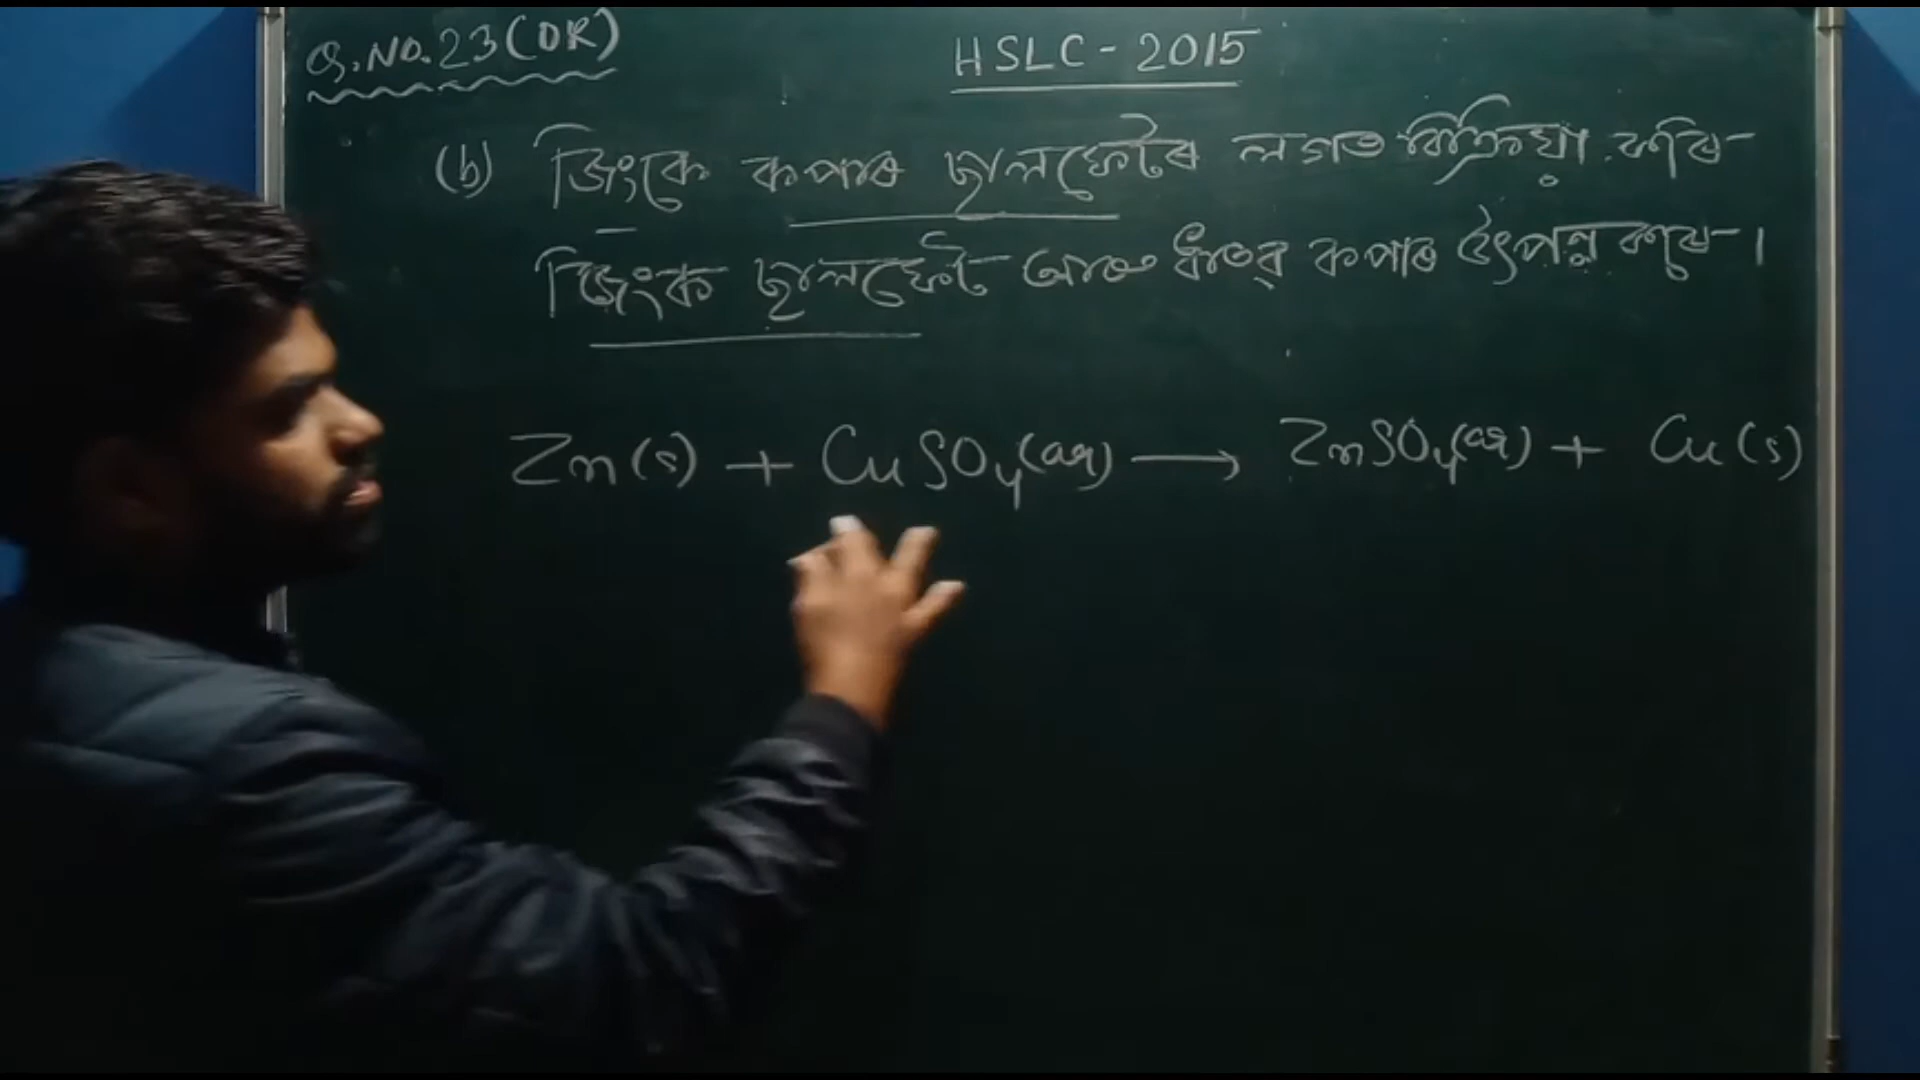 Q.NO.23(OR)
HSLC - 2015
(b) জিংকে কপাৰ ছালফেটৰ লগত বিক্ৰিয়া কৰি
জিংক ছালফেট আৰু ধাতব কপাৰ উৎপন্ন কৰে।
Zn(s) + CuSO₄(aq) → ZnSO₄(aq) + Cu(s)